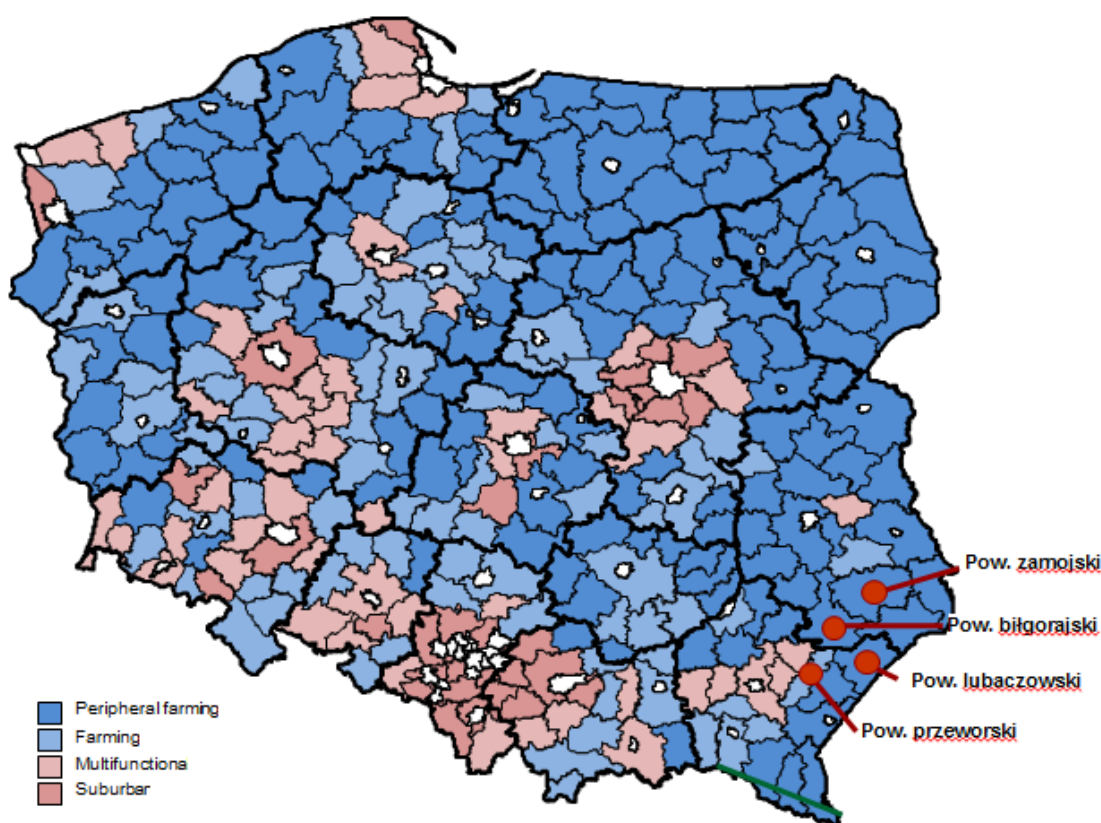 Pow. zamojski
Pow. biłgorajski
Pow. lubaczowski
Pow. przeworski
Peripheral farming
Farming
Multifunctiona
Suburbar